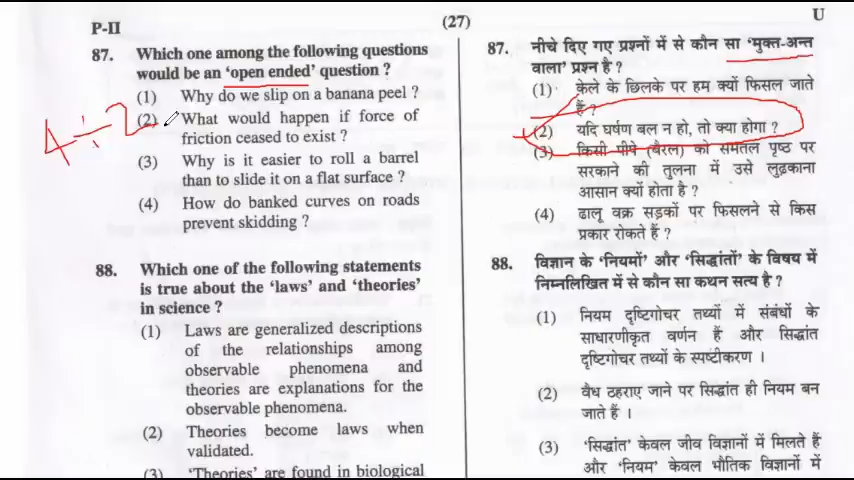 P-II
(27)
U
87. Which one among the following questions
would be an ‘open ended’ question ?
(1) Why do we slip on a banana peel ?
(2) What would happen if force of
friction ceased to exist ?
(3) Why is it easier to roll a barrel
than to slide it on a flat surface ?
(4) How do banked curves on roads
prevent skidding ?
88. Which one of the following statements
is true about the ‘laws’ and ‘theories’
in science ?
(1) Laws are generalized descriptions
of the relationships among
observable phenomena and
theories are explanations for the
observable phenomena.
(2) Theories become laws when
validated.
(3) ‘Theories’ are found in biological
4÷2
87. नीचे दिए गए प्रश्नों में से कौन सा ‘मुक्त-अन्त
वाला’ प्रश्न है ?
(1) केले के छिलके पर हम क्यों फिसल जाते
हैं ?
(2) यदि घर्षण बल न हो, तो क्या होगा ?
(3) किसी पीपे (बैरल) को समतल पृष्ठ पर
सरकाने की तुलना में उसे लुढ़काना
आसान क्यों होता है ?
(4) ढालू वक्र सड़कों पर फिसलने से किस
प्रकार रोकते हैं ?
88. विज्ञान के ‘नियमों’ और ‘सिद्धांतों’ के विषय में
निम्नलिखित में से कौन सा कथन सत्य है ?
(1) नियम दृष्टिगोचर तथ्यों में संबंधों के
साधारणीकृत वर्णन हैं और सिद्धांत
दृष्टिगोचर तथ्यों के स्पष्टीकरण ।
(2) वैध ठहराए जाने पर सिद्धांत ही नियम बन
जाते हैं ।
(3) ‘सिद्धांत’ केवल जीव विज्ञानों में मिलते हैं
और ‘नियम’ केवल भौतिक विज्ञानों में